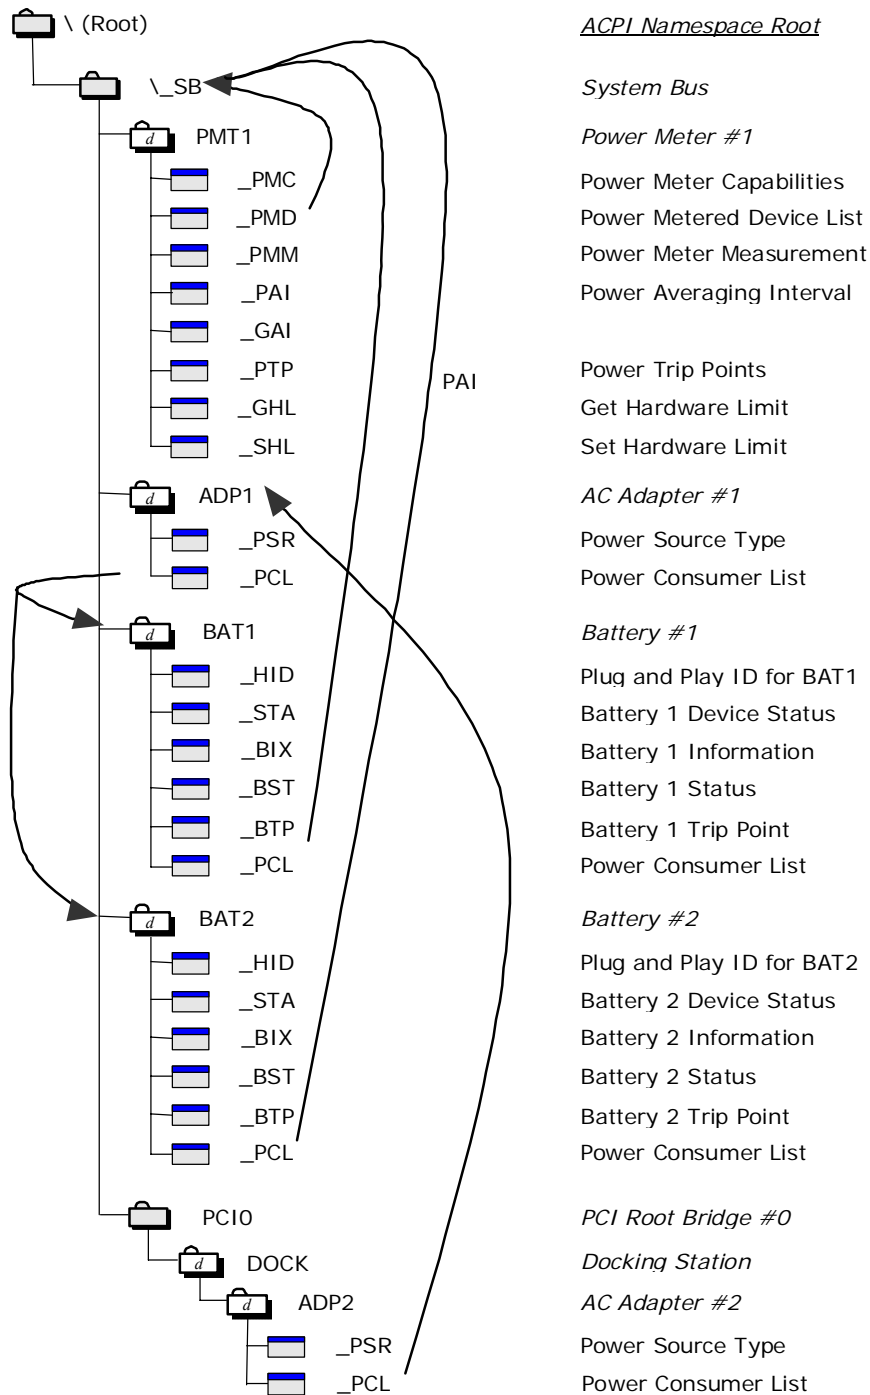 \ (Root) ACPI Namespace Root
\_SB System Bus
PMT1 Power Meter #1
_PMC Power Meter Capabilities
_PMD Power Metered Device List
_PMM Power Meter Measurement
_PAI Power Averaging Interval
_GAI
_PTP Power Trip Points
PAI
_GHL Get Hardware Limit
_SHL Set Hardware Limit
d ADP1 AC Adapter #1
_PSR Power Source Type
_PCL Power Consumer List
d BAT1 Battery #1
_HID Plug and Play ID for BAT1
_STA Battery 1 Device Status
_BIX Battery 1 Information
_BST Battery 1 Status
_BTP Battery 1 Trip Point
_PCL Power Consumer List
d BAT2 Battery #2
_HID Plug and Play ID for BAT2
_STA Battery 2 Device Status
_BIX Battery 2 Information
_BST Battery 2 Status
_BTP Battery 2 Trip Point
_PCL Power Consumer List
PCI0 PCI Root Bridge #0
d DOCK Docking Station
d ADP2 AC Adapter #2
_PSR Power Source Type
_PCL Power Consumer List